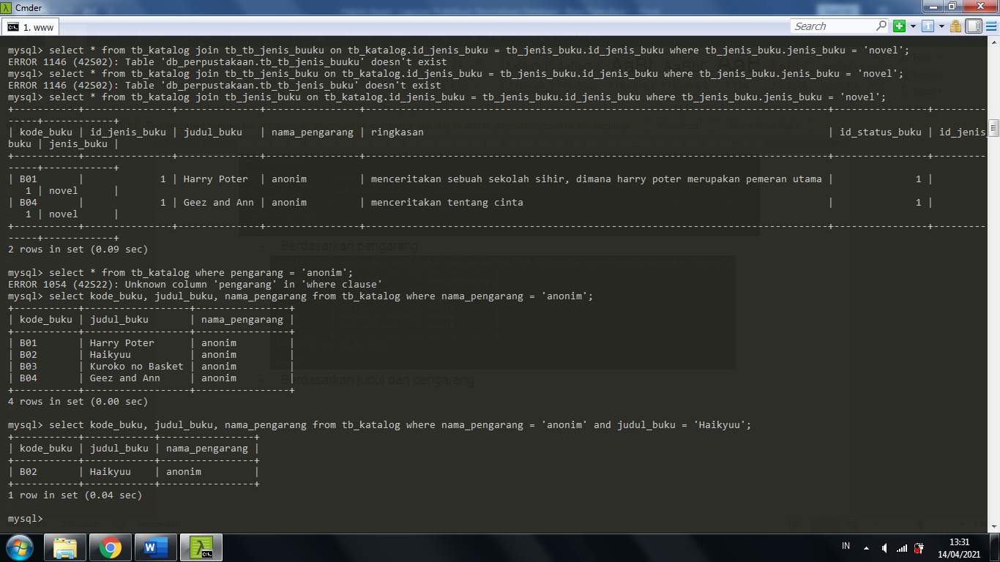 Cmder
1. www
Search
mysql> select * from tb_katalog join tb_tb_jenis_buuku on tb_katalog.id_jenis_buku = tb_jenis_buku.id_jenis_buku where tb_jenis_buku.jenis_buku = 'novel';
ERROR 1146 (42S02): Table 'db_perpustakaan.tb_tb_jenis_buuku' doesn't exist
mysql> select * from tb_katalog join tb_tb_jenis_buku on tb_katalog.id_jenis_buku = tb_jenis_buku.id_jenis_buku where tb_jenis_buku.jenis_buku = 'novel';
ERROR 1146 (42S02): Table 'db_perpustakaan.tb_tb_jenis_buku' doesn't exist
mysql> select * from tb_katalog join tb_jenis_buku on tb_katalog.id_jenis_buku = tb_jenis_buku.id_jenis_buku where tb_jenis_buku.jenis_buku = 'novel';
| kode_buku | id_jenis_buku | judul_buku | nama_pengarang | ringkasan | id_status_buku | id_jenis_
buku | jenis_buku |
| B01 | 1 | Harry Poter | anonim | menceritakan sebuah sekolah sihir, dimana harry poter merupakan pemeran utama | 1 |
1 | novel |
| B04 | 1 | Geez and Ann | anonim | menceritakan tentang cinta | 1 |
1 | novel |
2 rows in set (0.09 sec)
Berdasarkan pengarang
mysql> select * from tb_katalog where pengarang = 'anonim';
ERROR 1054 (42S22): Unknown column 'pengarang' in 'where clause'
mysql> select kode_buku, judul_buku, nama_pengarang from tb_katalog where nama_pengarang = 'anonim';
| kode_buku | judul_buku | nama_pengarang |
| B01 | Harry Poter | anonim |
| B02 | Haikyuu | anonim |
| B03 | Kuroko no Basket | anonim |
| B04 | Geez and Ann | anonim |
Berdasarkan judul dan pengarang
4 rows in set (0.00 sec)
mysql> select kode_buku, judul_buku, nama_pengarang from tb_katalog where nama_pengarang = 'anonim' and judul_buku = 'Haikyuu';
| kode_buku | judul_buku | nama_pengarang |
| B02 | Haikyuu | anonim |
1 row in set (0.04 sec)
mysql>
IN
13:31
14/04/2021